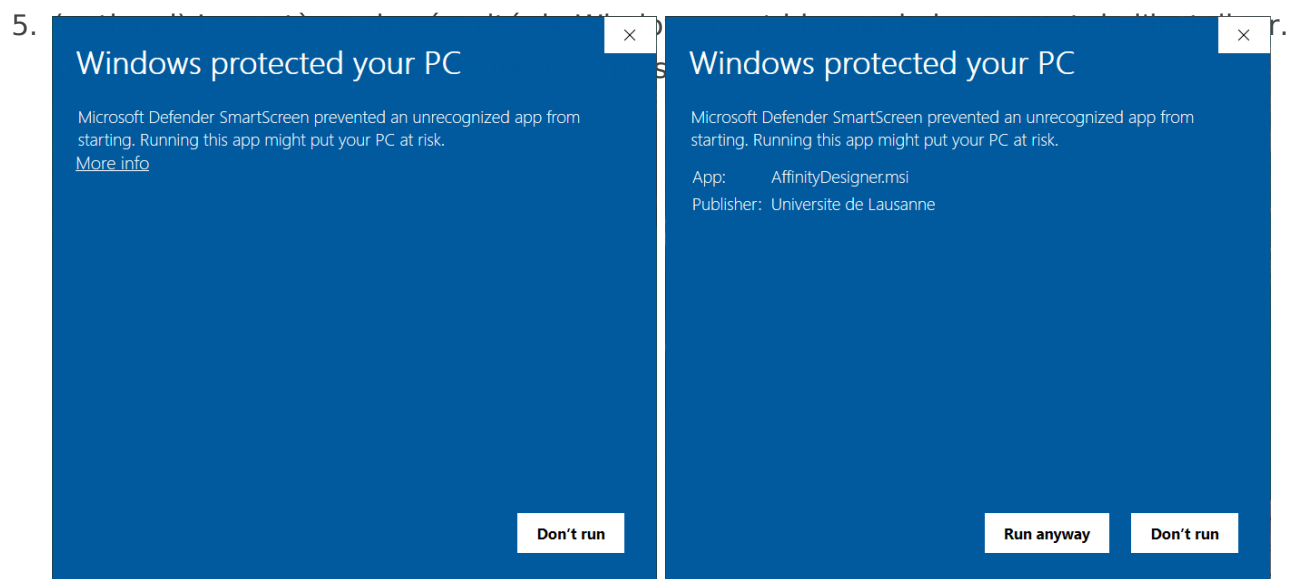 5.
r.
s
Windows protected your PC
Microsoft Defender SmartScreen prevented an unrecognized app from
starting. Running this app might put your PC at risk.
More info
Don't run
Windows protected your PC
Microsoft Defender SmartScreen prevented an unrecognized app from
starting. Running this app might put your PC at risk.
App: AffinityDesigner.msi
Publisher: Universite de Lausanne
Run anyway
Don't run